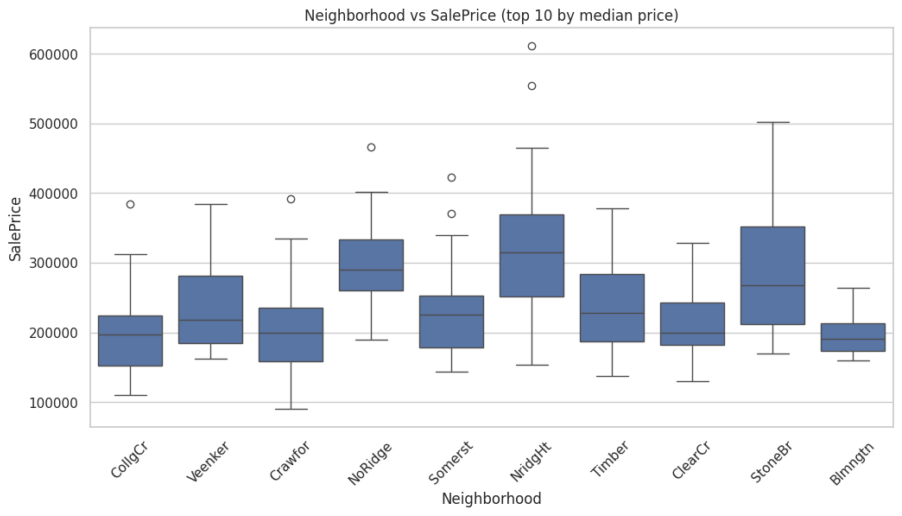 Neighborhood vs SalePrice (top 10 by median price)
600000
500000
400000
300000
200000
100000
SalePrice
CollgCr
Veenker
Crawfor
NoRidge
Somerst
NridgHt
Timber
ClearCr
StoneBr
Blmngtn
Neighborhood